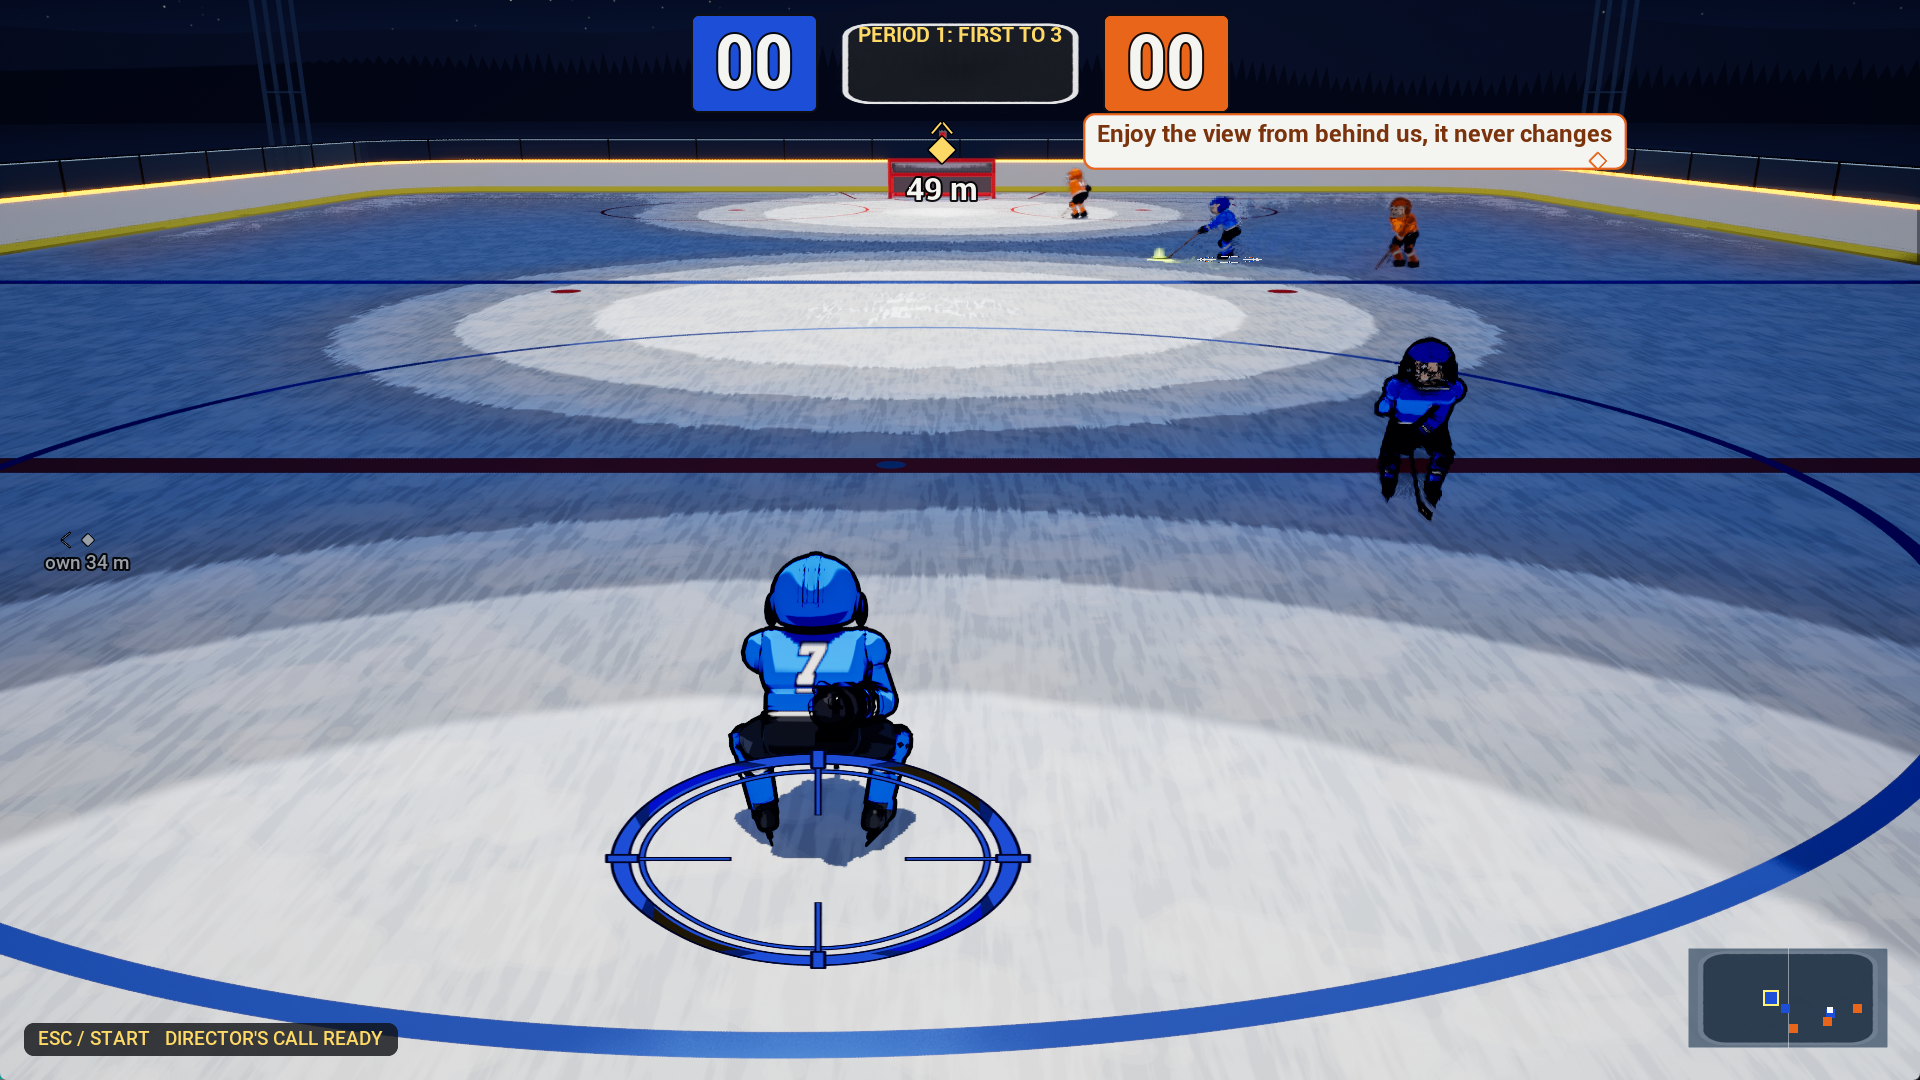 00
PERIOD 1: FIRST TO 3
00
Enjoy the view from behind us, it never changes
49 m
own 34 m
7
ESC / START DIRECTOR'S CALL READY